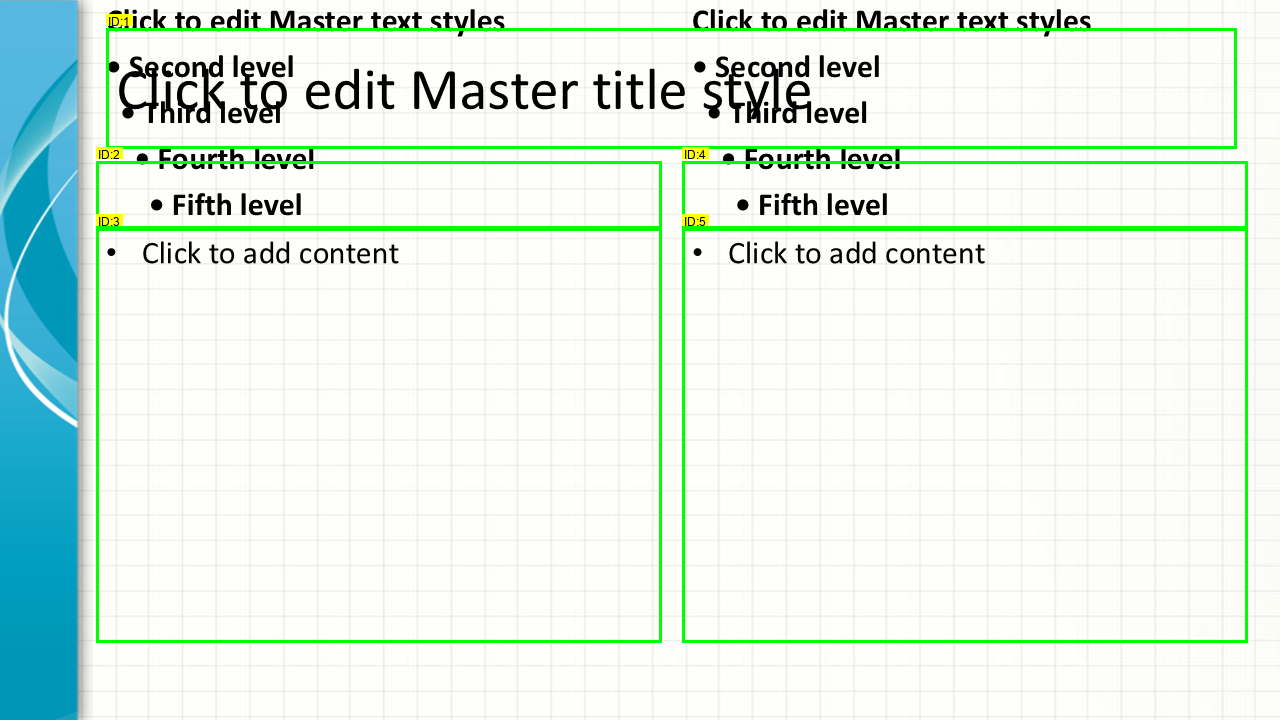 ID:1
Click to edit Master text styles
• Second level
• Third level
• Fourth level
• Fifth level
Click to edit Master text styles
• Second level
• Third level
• Fourth level
• Fifth level
Click to edit Master title style
ID:2
ID:4
ID:3
• Click to add content
ID:5
• Click to add content